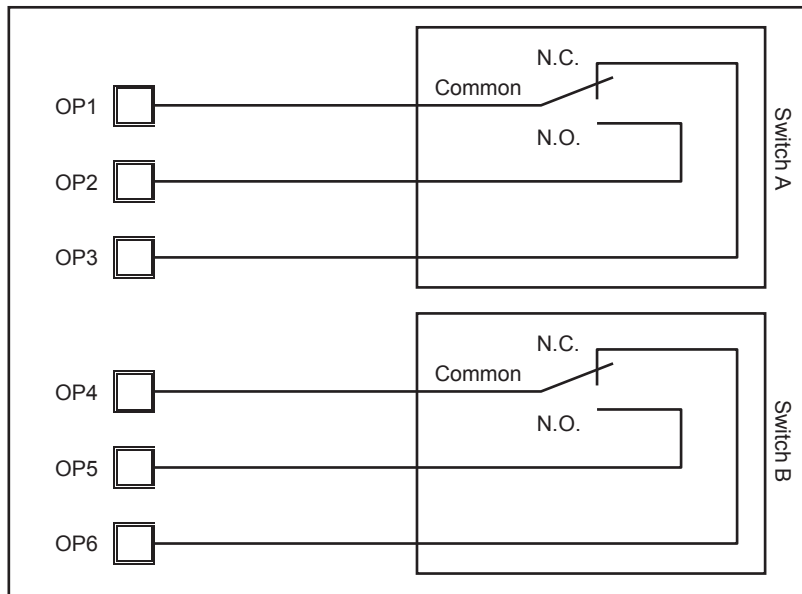 N.C.
OP1
Common
N.O.
Switch A
OP2
OP3
N.C.
OP4
Common
N.O.
Switch B
OP5
OP6